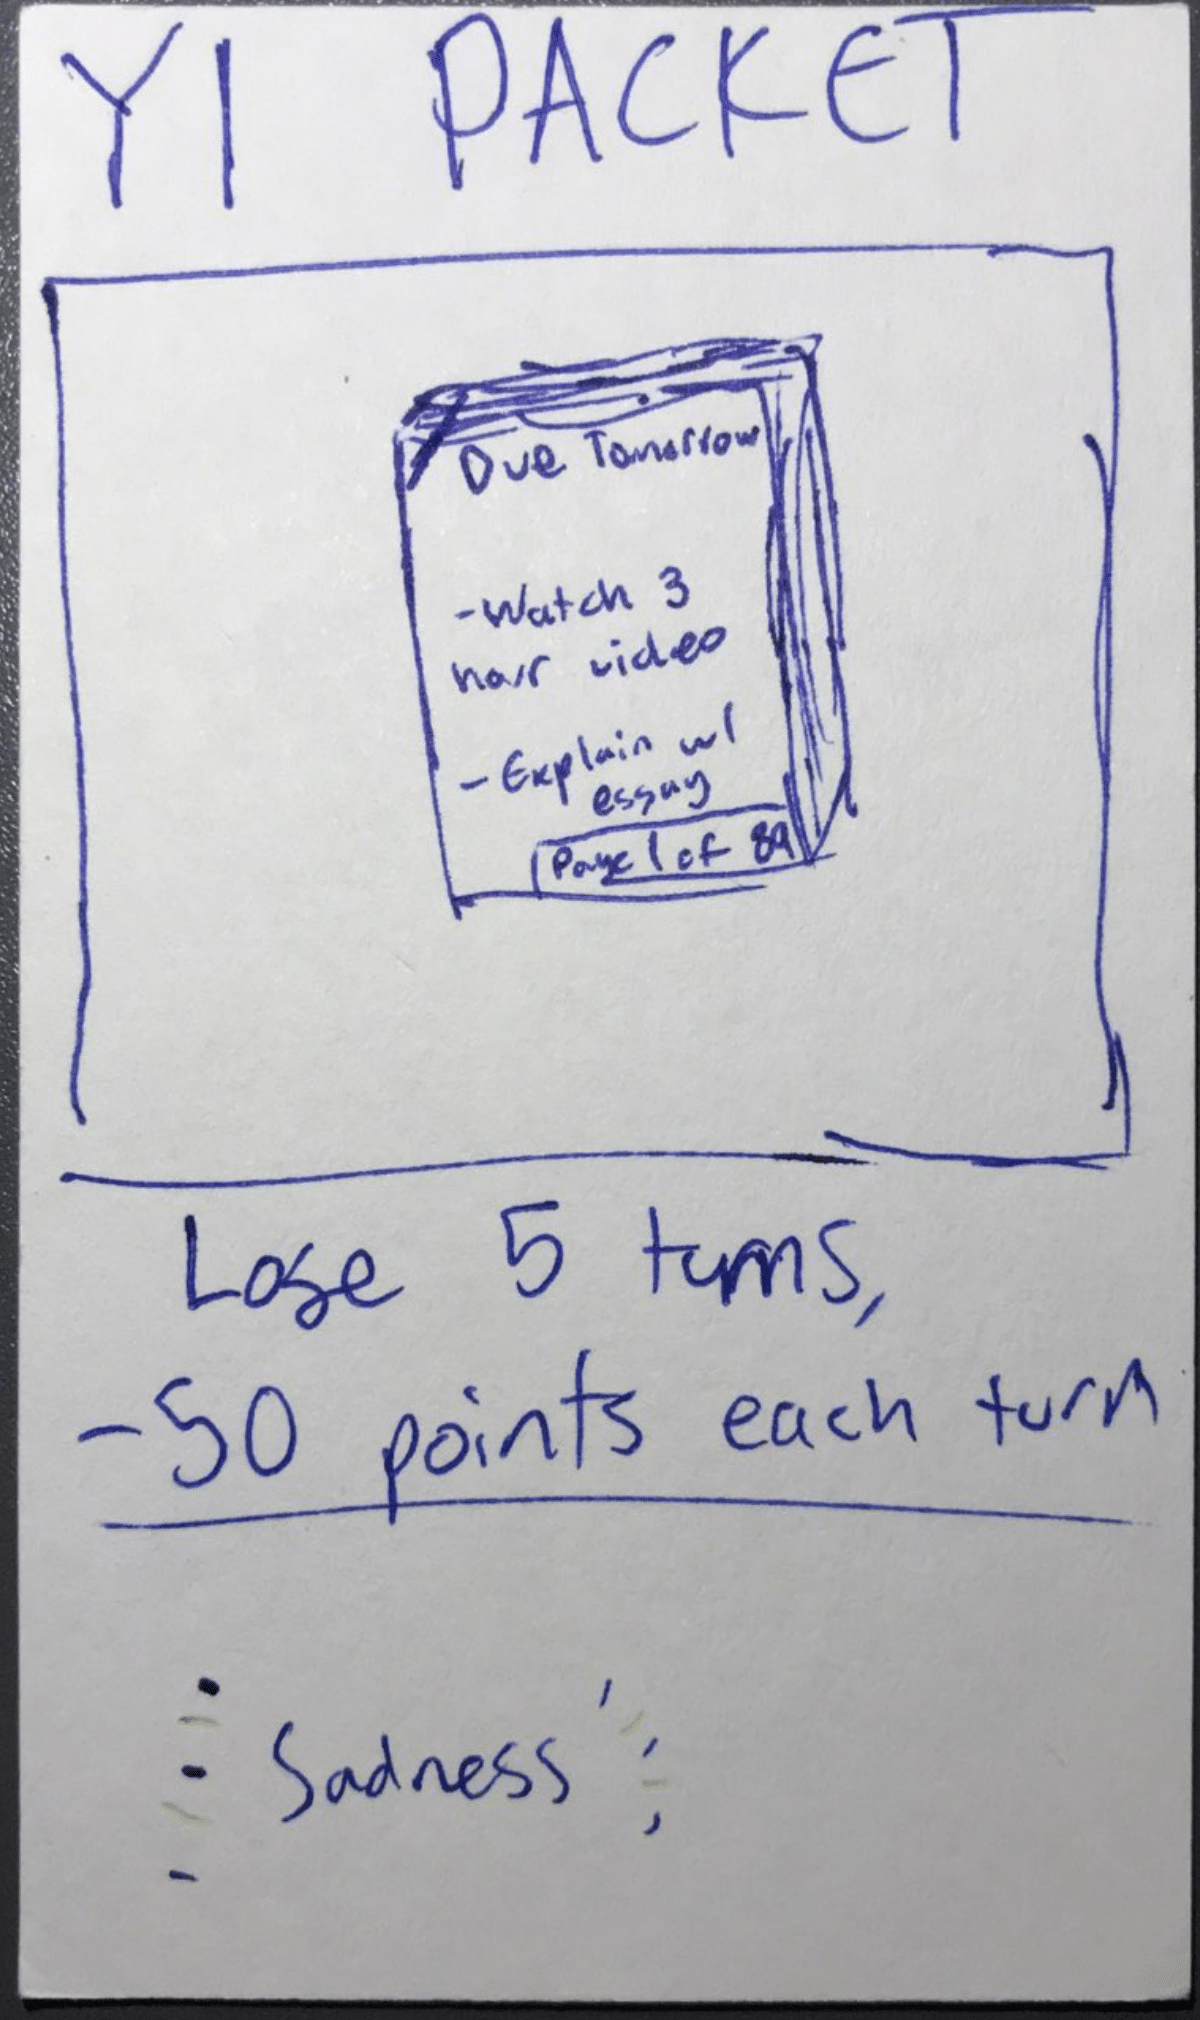 YI PACKET
Due Tomorrow
-Watch 3
hour video
- Explain w/
essay
Page 1 of 89
Lose 5 turns,
-50 points each turn
Sadness